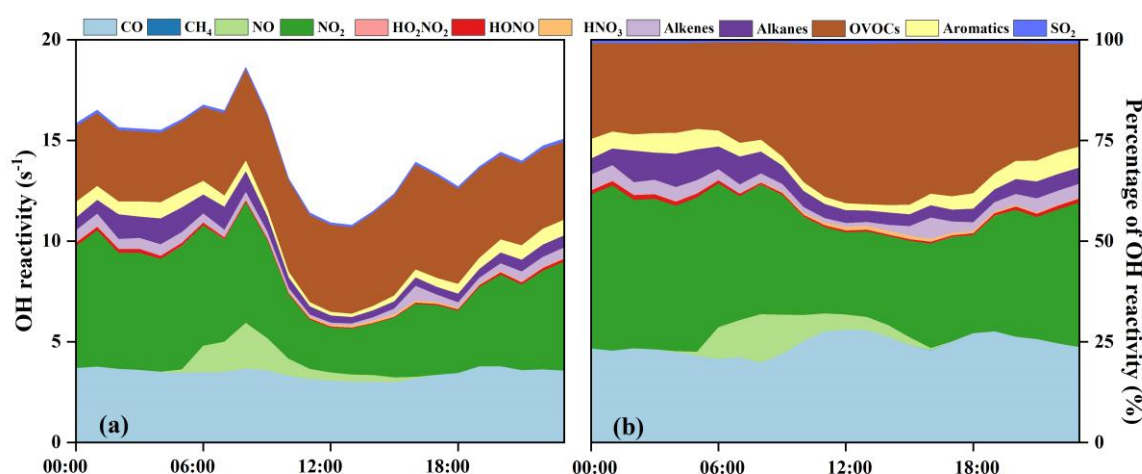 CO CH₄ NO NO₂ HO₂NO₂ HONO HNO₃ Alkenes Alkanes OVOCs Aromatics SO₂
20
15
10
5
0
OH reactivity (s⁻¹)
(a)
00:00 06:00 12:00 18:00
(b)
00:00 06:00 12:00 18:00
100
75
50
25
0
Percentage of OH reactivity (%)